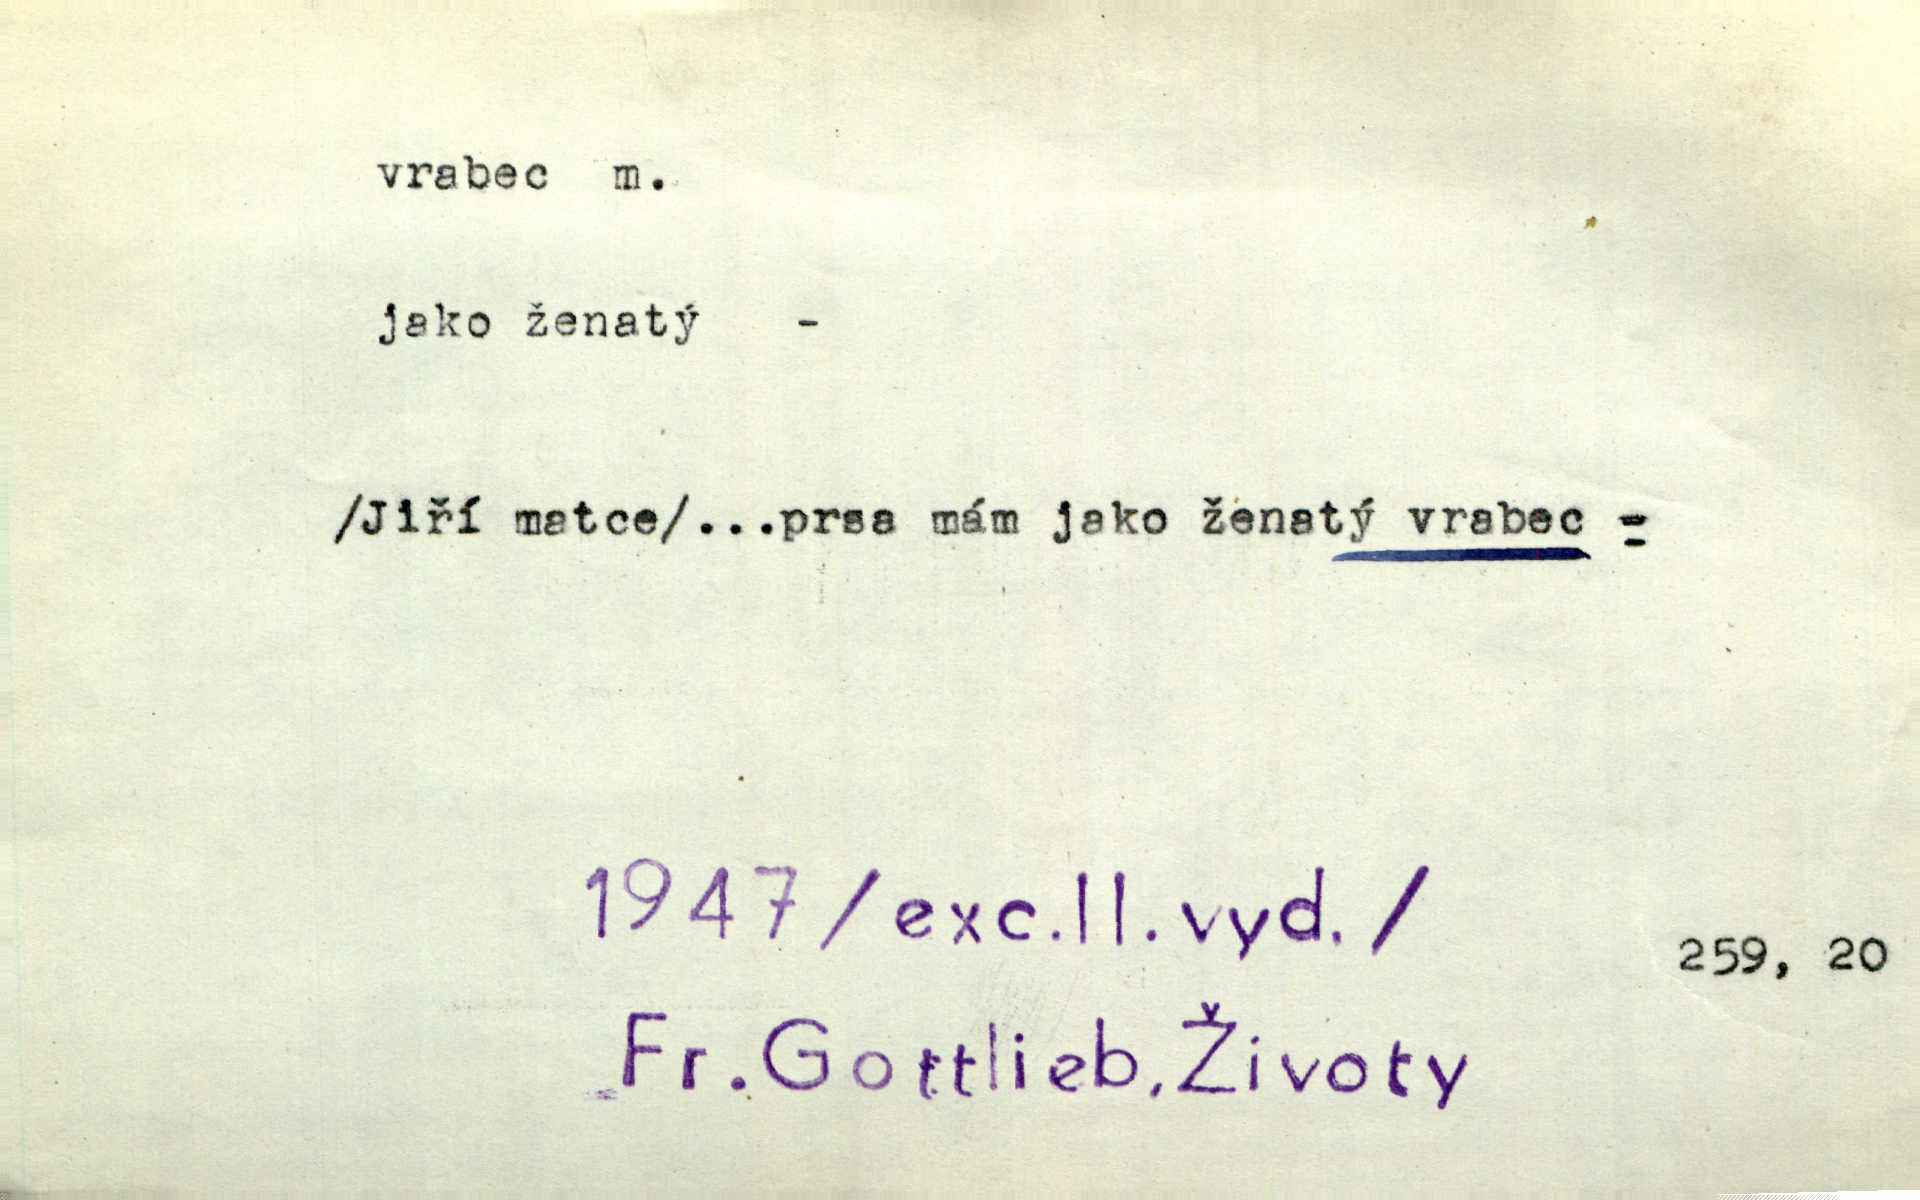 vrabec m.
jako ženatý -
/Jiří matce/...prsa mám jako ženatý vrabec -
1947/exc.II.vyd./
259, 20
Fr.Gottlieb,Životy